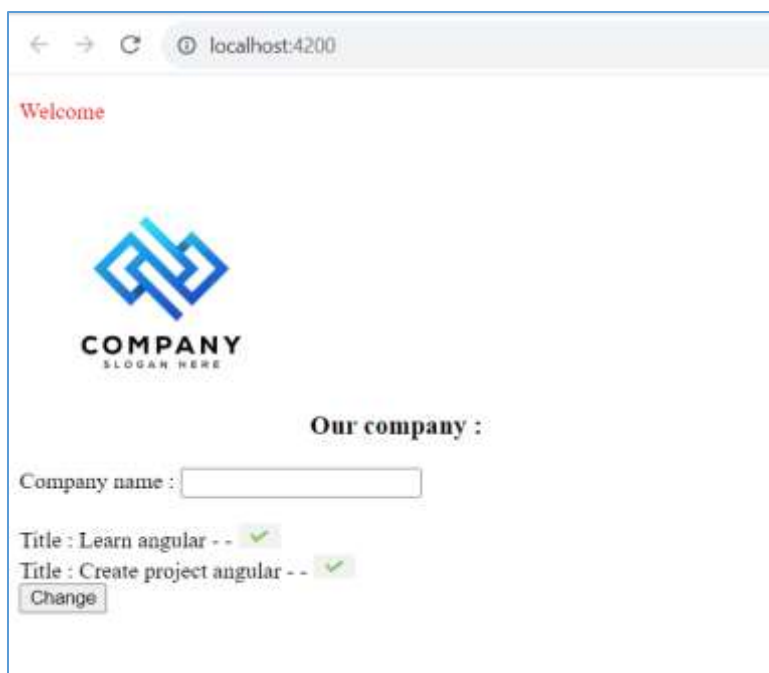 localhost:4200
Welcome
COMPANY
SLOGAN HERE
Our company :
Company name :
Title : Learn angular - -
Title : Create project angular - -
Change